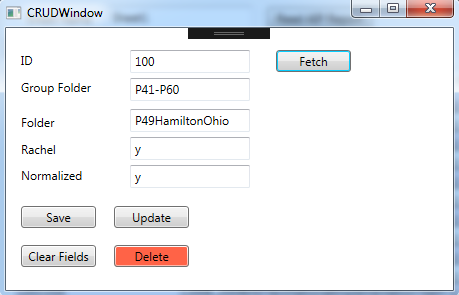 CRUDWindow
ID 100 Fetch
Group Folder P41-P60
Folder P49HamiltonOhio
Rachel y
Normalized y
Save Update
Clear Fields Delete